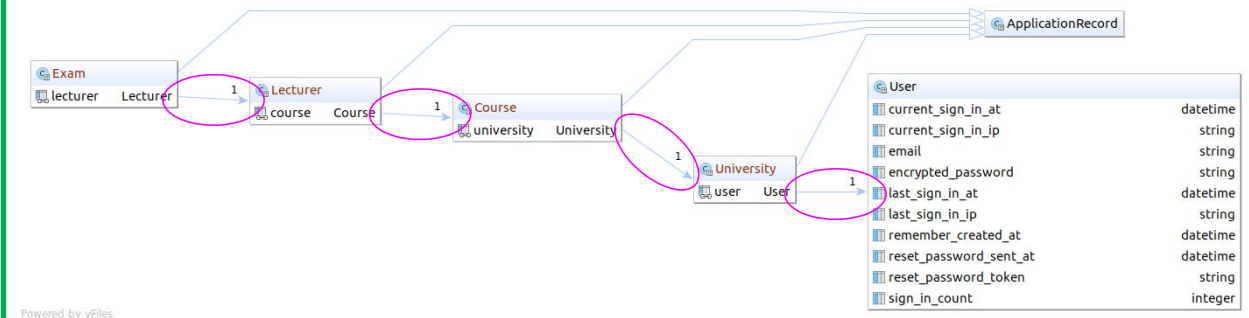 ApplicationRecord
Exam
lecturer Lecturer
1
Lecturer
course Course
1
Course
university University
1
University
user User
1
User
current_sign_in_at datetime
current_sign_in_ip string
email string
encrypted_password string
last_sign_in_at datetime
last_sign_in_ip string
remember_created_at datetime
reset_password_sent_at datetime
reset_password_token string
sign_in_count integer
Powered by yFiles